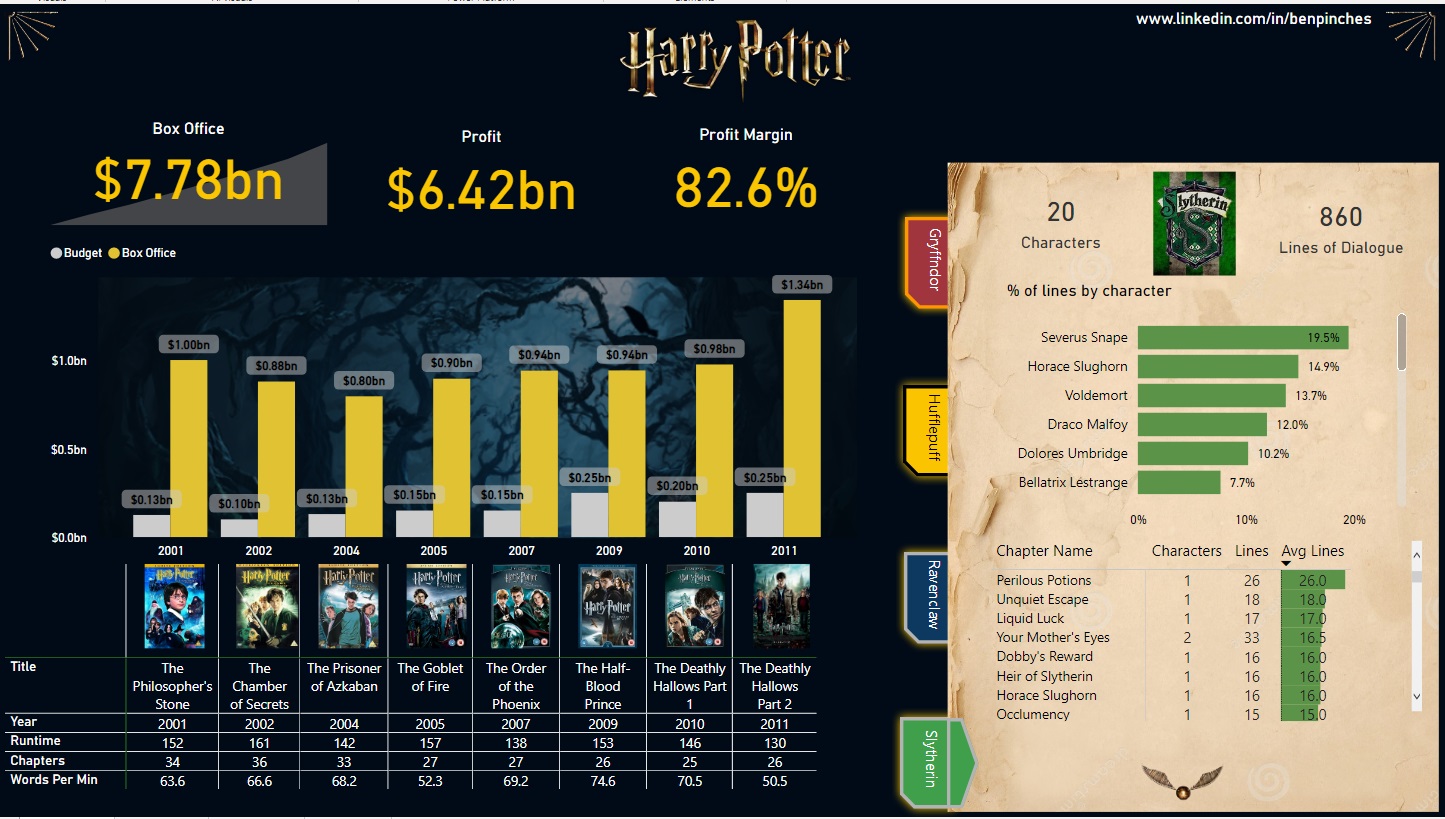 www.linkedin.com/in/benpinches
Harry Potter
Box Office
$7.78bn
Profit
$6.42bn
Profit Margin
82.6%
Budget Box Office
$1.0bn
$0.5bn
$0.0bn
$1.00bn
$0.88bn
$0.80bn
$0.90bn
$0.94bn
$0.94bn
$0.98bn
$1.34bn
$0.13bn
$0.10bn
$0.13bn
$0.15bn
$0.15bn
$0.25bn
$0.20bn
$0.25bn
2001 2002 2004 2005 2007 2009 2010 2011
Title
The Philosopher's Stone
The Chamber of Secrets
The Prisoner of Azkaban
The Goblet of Fire
The Order of the Phoenix
The Half-Blood Prince
The Deathly Hallows Part 1
The Deathly Hallows Part 2
Year 2001 2002 2004 2005 2007 2009 2010 2011
Runtime 152 161 142 157 138 153 146 130
Chapters 34 36 33 27 27 26 25 26
Words Per Min 63.6 66.6 68.2 52.3 69.2 74.6 70.5 50.5
Gryffndor
Hufflepuff
Ravenclaw
Slytherin
20
Characters
Slytherin
860
Lines of Dialogue
% of lines by character
Severus Snape 19.5%
Horace Slughorn 14.9%
Voldemort 13.7%
Draco Malfoy 12.0%
Dolores Umbridge 10.2%
Bellatrix Lestrange 7.7%
0% 10% 20%
Chapter Name Characters Lines Avg Lines
Perilous Potions 1 26 26.0
Unquiet Escape 1 18 18.0
Liquid Luck 1 17 17.0
Your Mother's Eyes 2 33 16.5
Dobby's Reward 1 16 16.0
Heir of Slytherin 1 16 16.0
Horace Slughorn 1 16 16.0
Occlumency 1 15 15.0